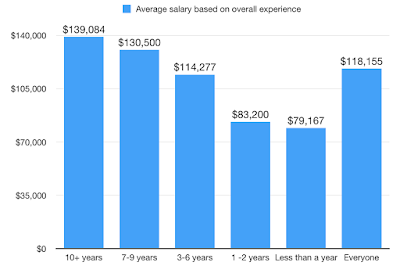 Average salary based on overall experience
$140,000
$105,000
$70,000
$35,000
$0
$139,084
$130,500
$114,277
$83,200
$79,167
$118,155
10+ years
7-9 years
3-6 years
1 -2 years
Less than a year
Everyone